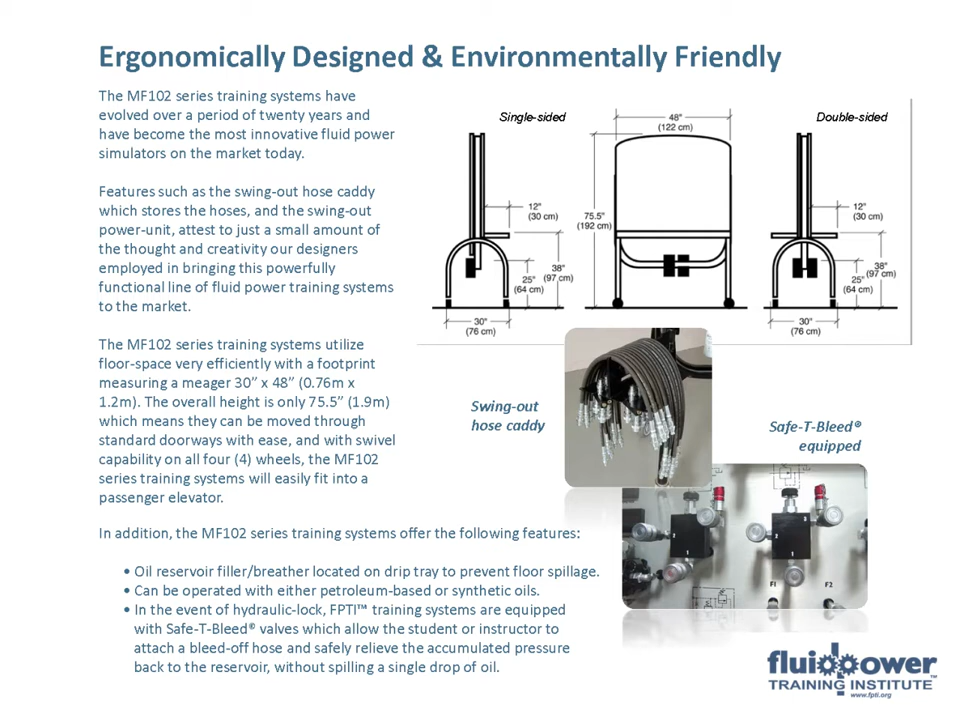 Ergonomically Designed & Environmentally Friendly
The MF102 series training systems have
evolved over a period of twenty years and
have become the most innovative fluid power
simulators on the market today.
Features such as the swing-out hose caddy
which stores the hoses, and the swing-out
power-unit, attest to just a small amount of
the thought and creativity our designers
employed in bringing this powerfully
functional line of fluid power training systems
to the market.
The MF102 series training systems utilize
floor-space very efficiently with a footprint
measuring a meager 30” x 48” (0.76m x
1.2m). The overall height is only 75.5” (1.9m)
which means they can be moved through
standard doorways with ease, and with swivel
capability on all four (4) wheels, the MF102
series training systems will easily fit into a
passenger elevator.
Single-sided
12"
(30 cm)
38"
(97 cm)
25"
(64 cm)
30"
(76 cm)
48"
(122 cm)
75.5"
(192 cm)
Double-sided
12"
(30 cm)
38"
(97 cm)
25"
(64 cm)
30"
(76 cm)
Swing-out
hose caddy
Safe-T-Bleed®
equipped
F1
F2
In addition, the MF102 series training systems offer the following features:
• Oil reservoir filler/breather located on drip tray to prevent floor spillage.
• Can be operated with either petroleum-based or synthetic oils.
• In the event of hydraulic-lock, FPTI™ training systems are equipped
with Safe-T-Bleed® valves which allow the student or instructor to
attach a bleed-off hose and safely relieve the accumulated pressure
back to the reservoir, without spilling a single drop of oil.
fluidpower
TRAINING INSTITUTE™
www.fpti.org